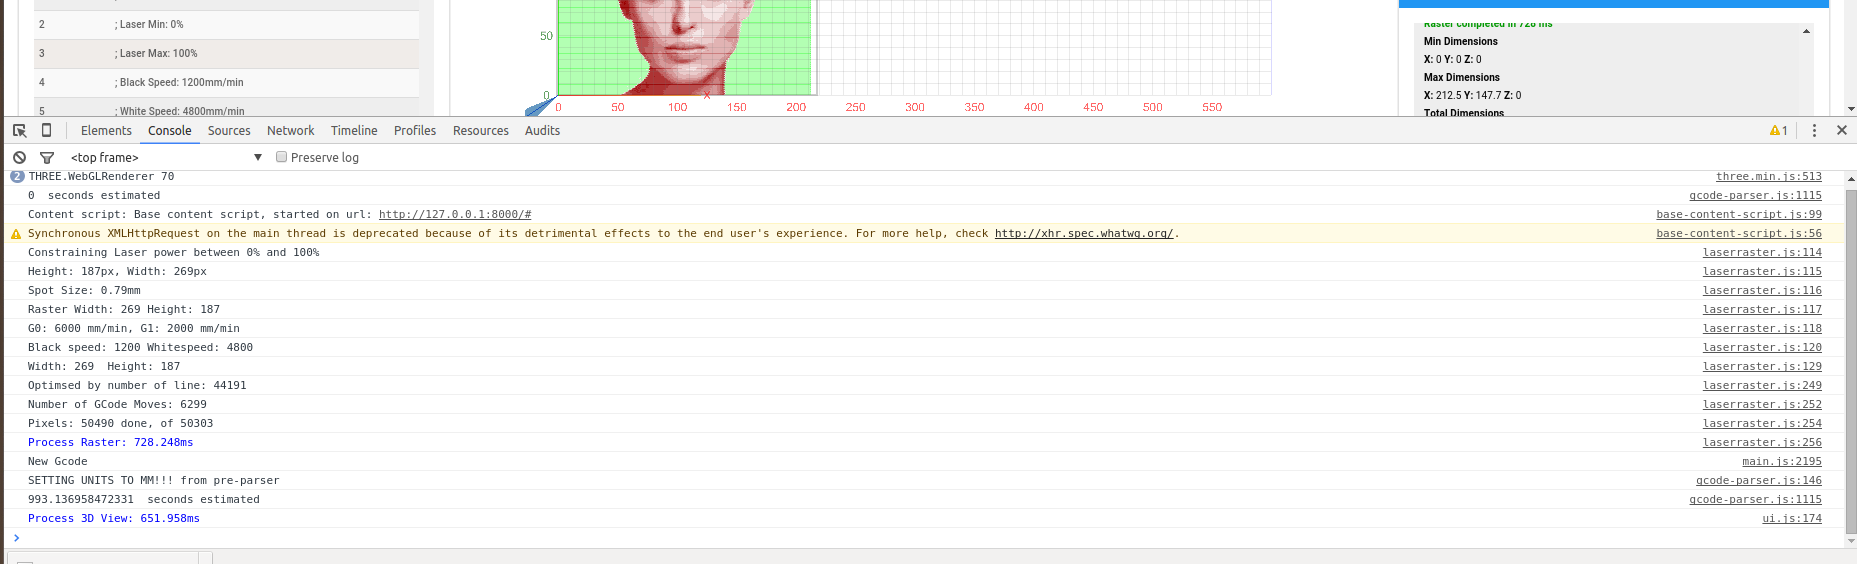 2 ; Laser Min: 0%
3 ; Laser Max: 100%
4 ; Black Speed: 1200mm/min
5 ; White Speed: 4800mm/min
50
0
0 50 100 150 200 250 300 350 400 450 500 550
Raster completed in 728 ms
Min Dimensions
X: 0 Y: 0 Z: 0
Max Dimensions
X: 212.5 Y: 147.7 Z: 0
Total Dimensions
Elements Console Sources Network Timeline Profiles Resources Audits 1
<top frame> Preserve log
2 THREE.WebGLRenderer 70 three.min.js:513
0 seconds estimated gcode-parser.js:1115
Content script: Base content script, started on url: http://127.0.0.1:8000/# base-content-script.js:99
Synchronous XMLHttpRequest on the main thread is deprecated because of its detrimental effects to the end user's experience. For more help, check http://xhr.spec.whatwg.org/. base-content-script.js:56
Constraining Laser power between 0% and 100% laserraster.js:114
Height: 187px, Width: 269px laserraster.js:115
Spot Size: 0.79mm laserraster.js:116
Raster Width: 269 Height: 187 laserraster.js:117
G0: 6000 mm/min, G1: 2000 mm/min laserraster.js:118
Black speed: 1200 Whitespeed: 4800 laserraster.js:120
Width: 269 Height: 187 laserraster.js:129
Optimsed by number of line: 44191 laserraster.js:249
Number of GCode Moves: 6299 laserraster.js:252
Pixels: 50490 done, of 50303 laserraster.js:254
Process Raster: 728.248ms laserraster.js:256
New Gcode main.js:2195
SETTING UNITS TO MM!!! from pre-parser gcode-parser.js:146
993.136958472331 seconds estimated gcode-parser.js:1115
Process 3D View: 651.958ms ui.js:174